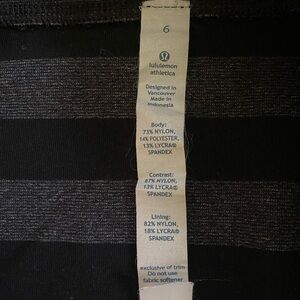 6
lululemon
athletica
Designed in
Vancouver
Made in
Indonesia
Body:
73% NYLON,
14% POLYESTER,
13% LYCRA®
SPANDEX
Contrast:
87% NYLON,
13% LYCRA®
SPANDEX
Lining:
82% NYLON,
18% LYCRA®
SPANDEX
exclusive of trim
Do not use
fabric softener.